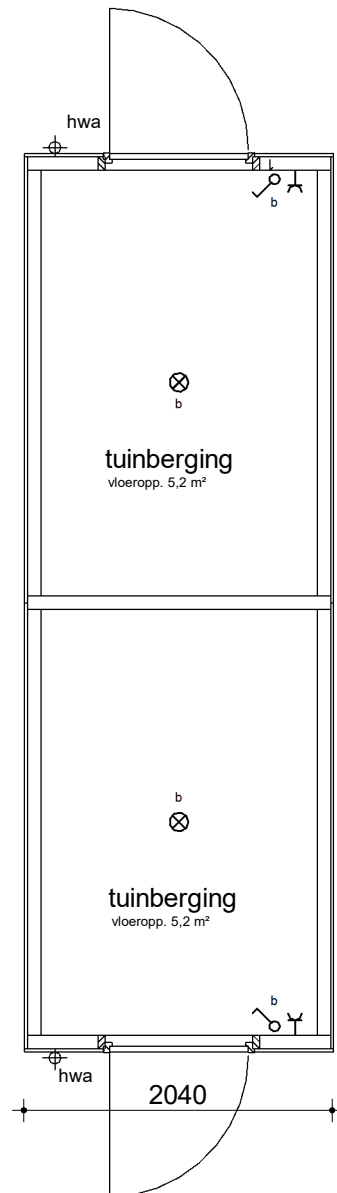 hwa
b
b
tuinberging
vloeropp. 5,2 m²
b
tuinberging
vloeropp. 5,2 m²
b
hwa
2040